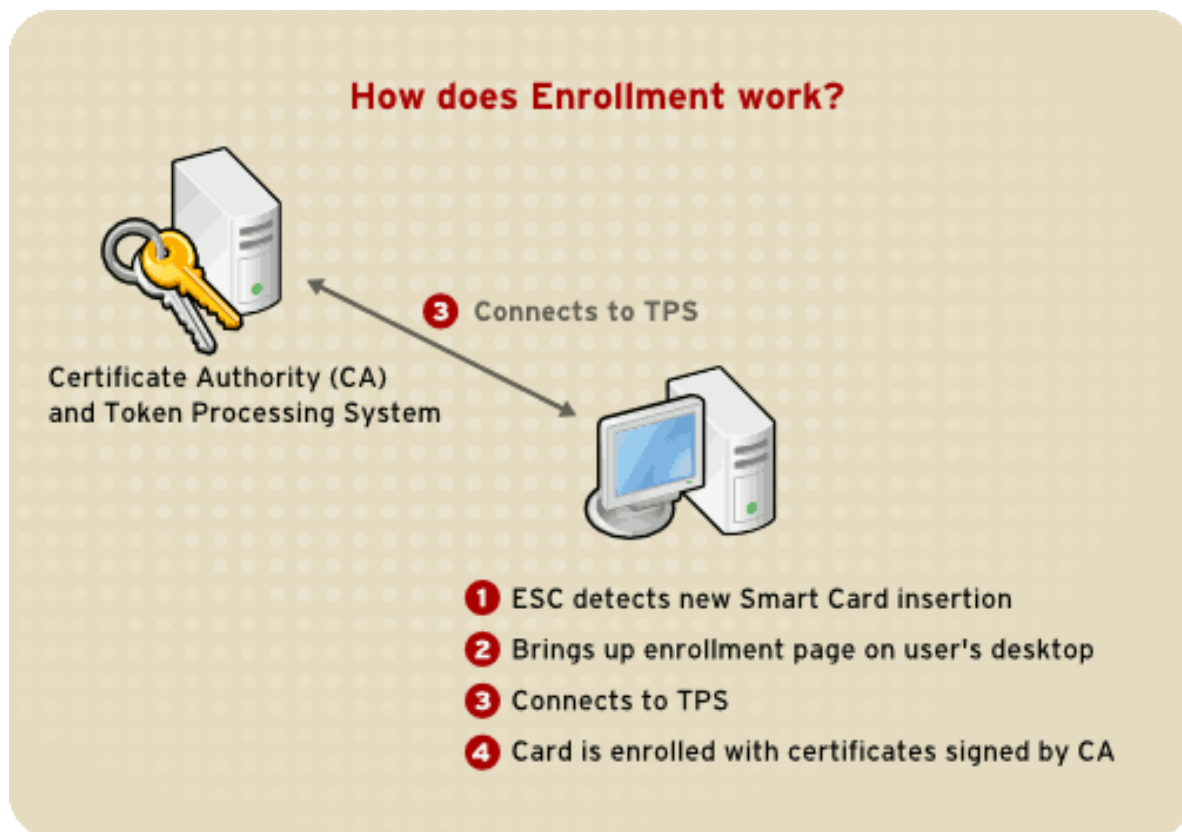 How does Enrollment work?
3 Connects to TPS
Certificate Authority (CA)
and Token Processing System
1 ESC detects new Smart Card insertion
2 Brings up enrollment page on user's desktop
3 Connects to TPS
4 Card is enrolled with certificates signed by CA